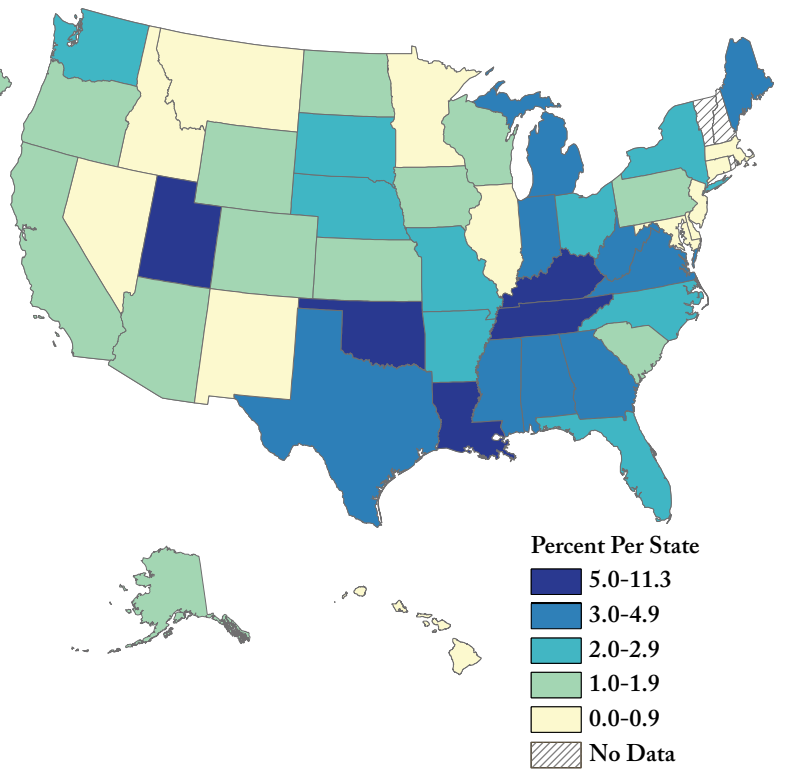 Percent Per State
5.0-11.3
3.0-4.9
2.0-2.9
1.0-1.9
0.0-0.9
No Data